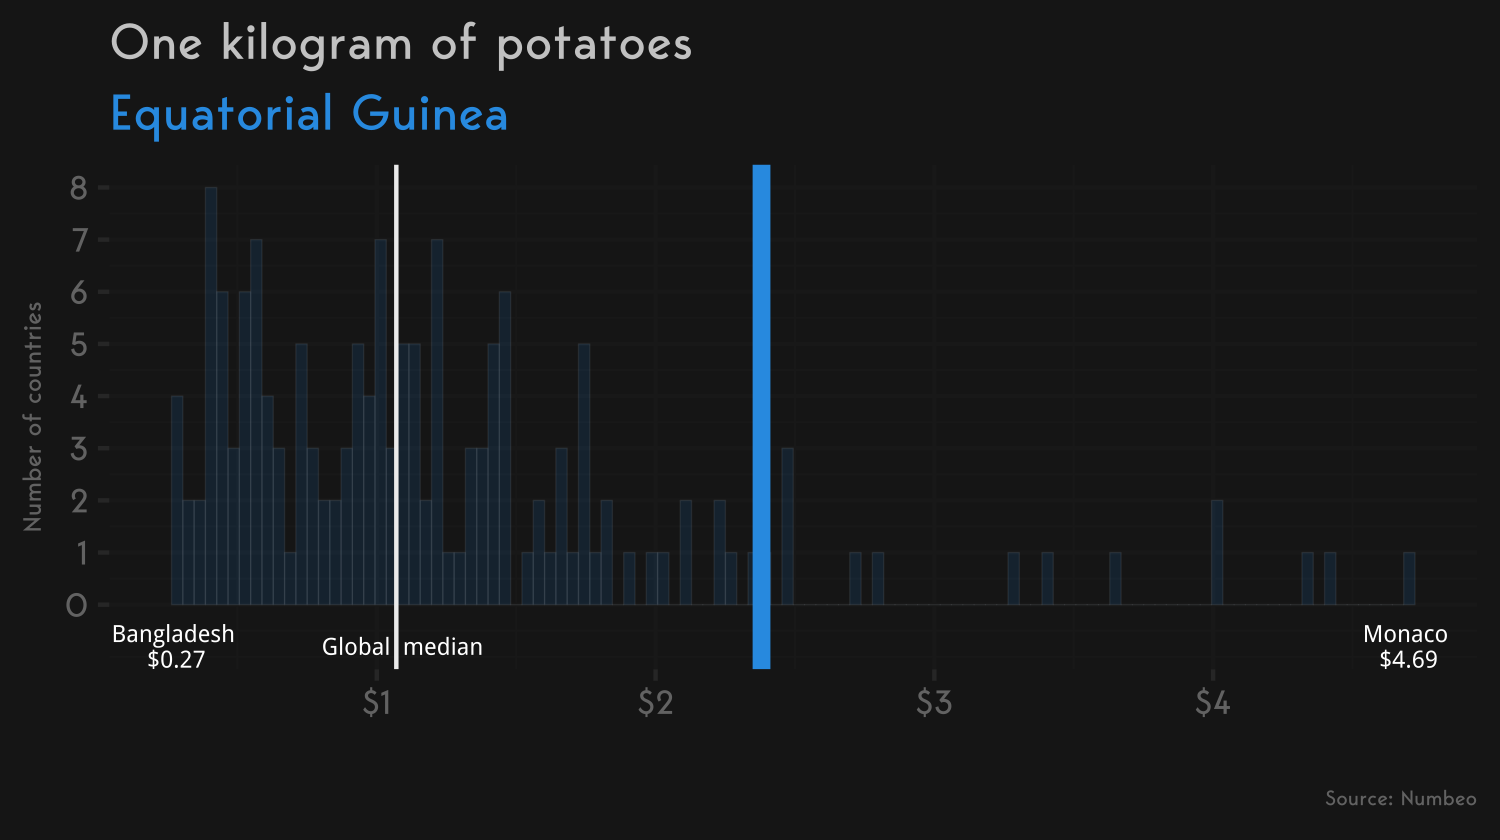 One kilogram of potatoes
Equatorial Guinea
Number of countries
8
7
6
5
4
3
2
1
0
Bangladesh
$0.27
Global median
Monaco
$4.69
$1
$2
$3
$4
Source: Numbeo